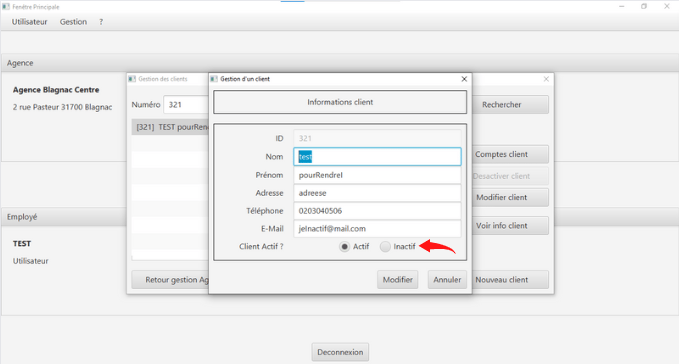 Fenêtre Principale
Utilisateur Gestion ?
Agence
Agence Blagnac Centre
2 rue Pasteur 31700 Blagnac
Employé
TEST
Utilisateur
Deconnexion
Gestion des clients
Numéro 321
Rechercher
[321] TEST pourRend
Comptes client
Desactiver client
Modifier client
Voir info client
Retour gestion Ag
Nouveau client
Gestion d'un client
Informations client
ID 321
Nom test
Prénom pourRendreI
Adresse adreese
Téléphone 0203040506
E-Mail jeInactif@mail.com
Client Actif ? Actif Inactif
Modifier Annuler